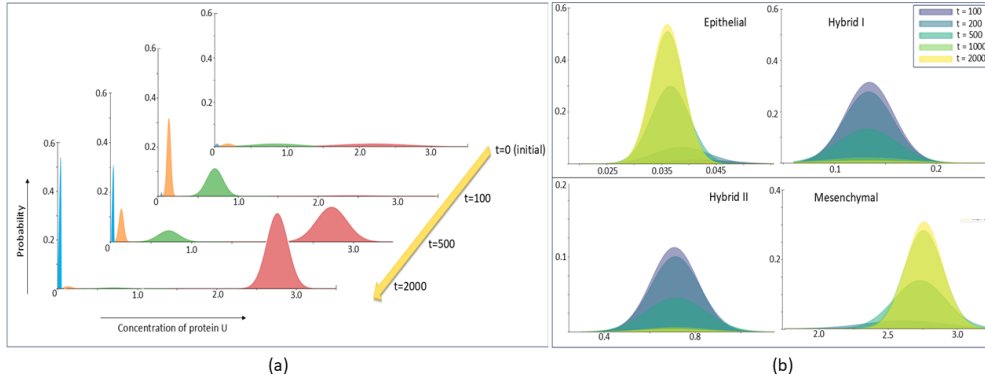 0.6
0.4
0.2
0
1.0
2.0
3.0
t=0 (initial)
0.6
0.4
0.2
0
1.0
t=100
0.6
0.4
0.2
0
1.0
3.0
t=500
0.6
0.4
0.2
0
1.0
2.0
3.0
t=2000
Probability
Concentration of protein U
(a)
Epithelial
0.6
0.4
0.2
0
0.025
0.035
0.045
Hybrid I
0.6
0.4
0.2
0.1
0.2
t = 100
t = 200
t = 500
t = 1000
t = 2000
Hybrid II
0.2
0.1
0.4
0.8
Mesenchymal
0.4
0.2
0
2.0
2.5
3.0
(b)